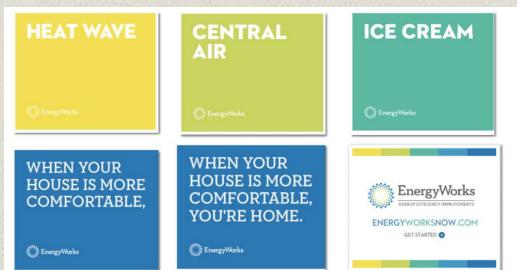 HEAT WAVE
EnergyWorks
CENTRAL
AIR
EnergyWorks
ICE CREAM
EnergyWorks
WHEN YOUR
HOUSE IS MORE
COMFORTABLE,
EnergyWorks
WHEN YOUR
HOUSE IS MORE
COMFORTABLE,
YOU'RE HOME.
EnergyWorks
EnergyWorks
ENERGY EFFICIENCY IMPROVEMENTS
ENERGYWORKSNOW.COM
GET STARTED